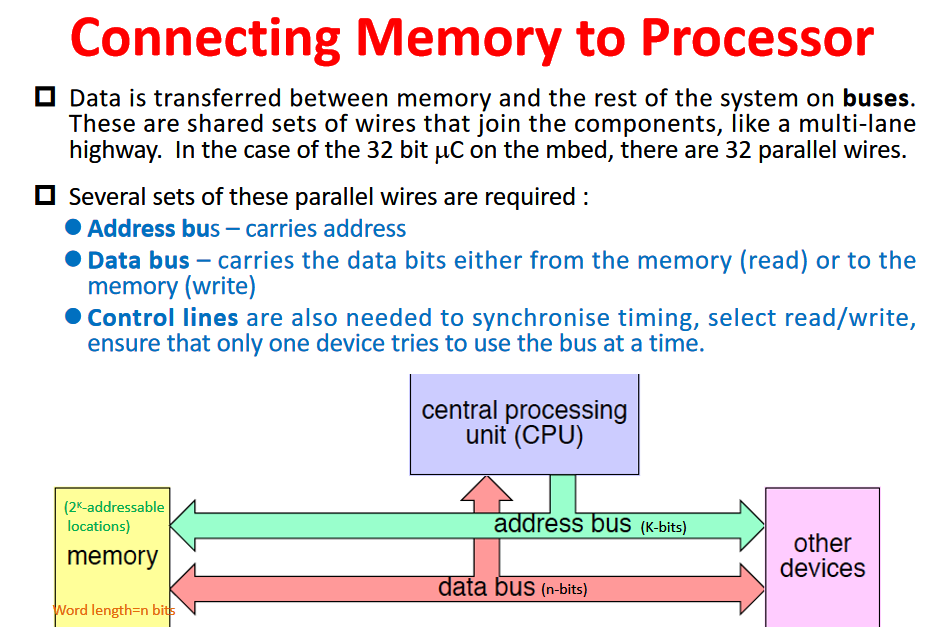 Connecting Memory to Processor
Data is transferred between memory and the rest of the system on buses.
These are shared sets of wires that join the components, like a multi-lane
highway. In the case of the 32 bit μC on the mbed, there are 32 parallel wires.
Several sets of these parallel wires are required :
Address bus – carries address
Data bus – carries the data bits either from the memory (read) or to the
memory (write)
Control lines are also needed to synchronise timing, select read/write,
ensure that only one device tries to use the bus at a time.
central processing
unit (CPU)
(2ᴷ-addressable
locations)
memory
Word length=n bits
address bus (K-bits)
data bus (n-bits)
other
devices